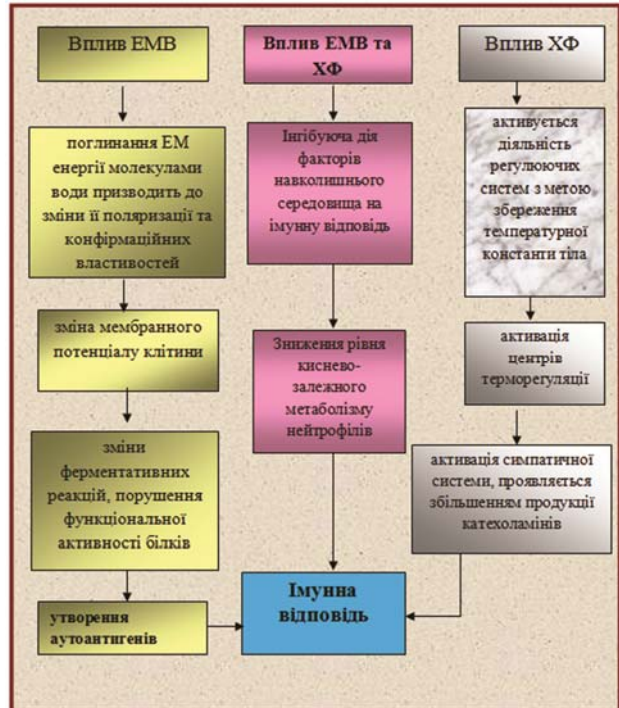 Вплив ЕМВ
поглинання ЕМ
енергії молекулами
води призводить до
зміни її поляризації та
конфірмаційних
властивостей
зміна мембранного
потенціалу клітини
зміни
ферментативних
реакцій, порушення
функціональної
активності білків
утворення
аутоантигенів
Вплив ЕМВ та
ХФ
Інгібуюча дія
факторів
навколишнього
середовища на
імунну відповідь
Зниження рівня
киснево-
залежного
метаболізму
нейтрофілів
Імунна
відповідь
Вплив ХФ
активується
діяльність
регулюючих
систем з метою
збереження
температурної
константи тіла
активація
центрів
терморегуляції
активація симпатичної
системи, проявляється
збільшенням продукції
катехоламінів